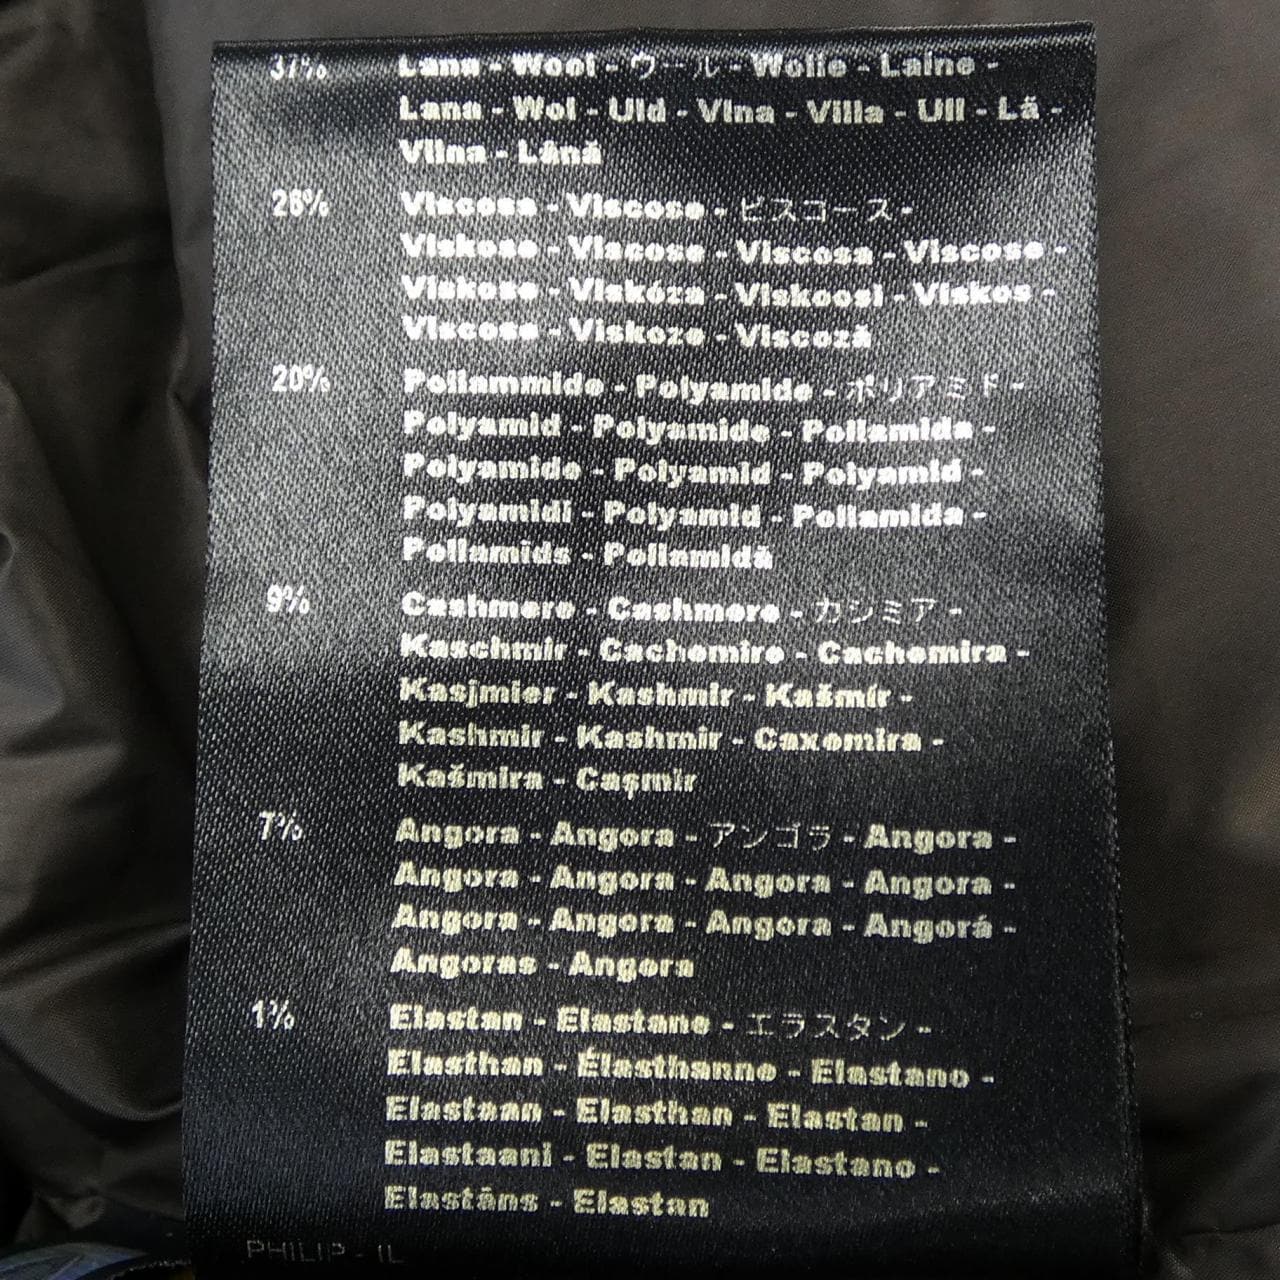 37% Lana - Wool - ウール - Wolle - Laine -
Lana - Wol - Uld - Vlna - Villa - Ull - Lã -
Vilna - Lână
26% Viscosa - Viscose - ビスコース -
Viskose - Viscose - Viscosa - Viscose -
Viskose - Viskóza - Viskoosi - Viskos -
Viscose - Viskoze - Viscoză
20% Poliammide - Polyamide - ポリアミド -
Polyamid - Polyamide - Poliamida -
Polyamide - Polyamid - Polyamid -
Polyamidi - Polyamid - Poliamida -
Poliamids - Poliamidă
9% Cashmere - Cashmere - カシミア -
Kaschmir - Cachemire - Cachemira -
Kasjmier - Kashmir - Kašmír -
Kashmir - Kashmir - Caxemira -
Kašmira - Cașmir
7% Angora - Angora - アンゴラ - Angora -
Angora - Angora - Angora - Angora -
Angora - Angora - Angora - Angorá -
Angoras - Angora
1% Elastan - Elastane - エラスタン -
Elasthan - Élasthanne - Elastano -
Elastaan - Elasthan - Elastan -
Elastaani - Elastan - Elastano -
Elastāns - Elastan
PHILIP - IL